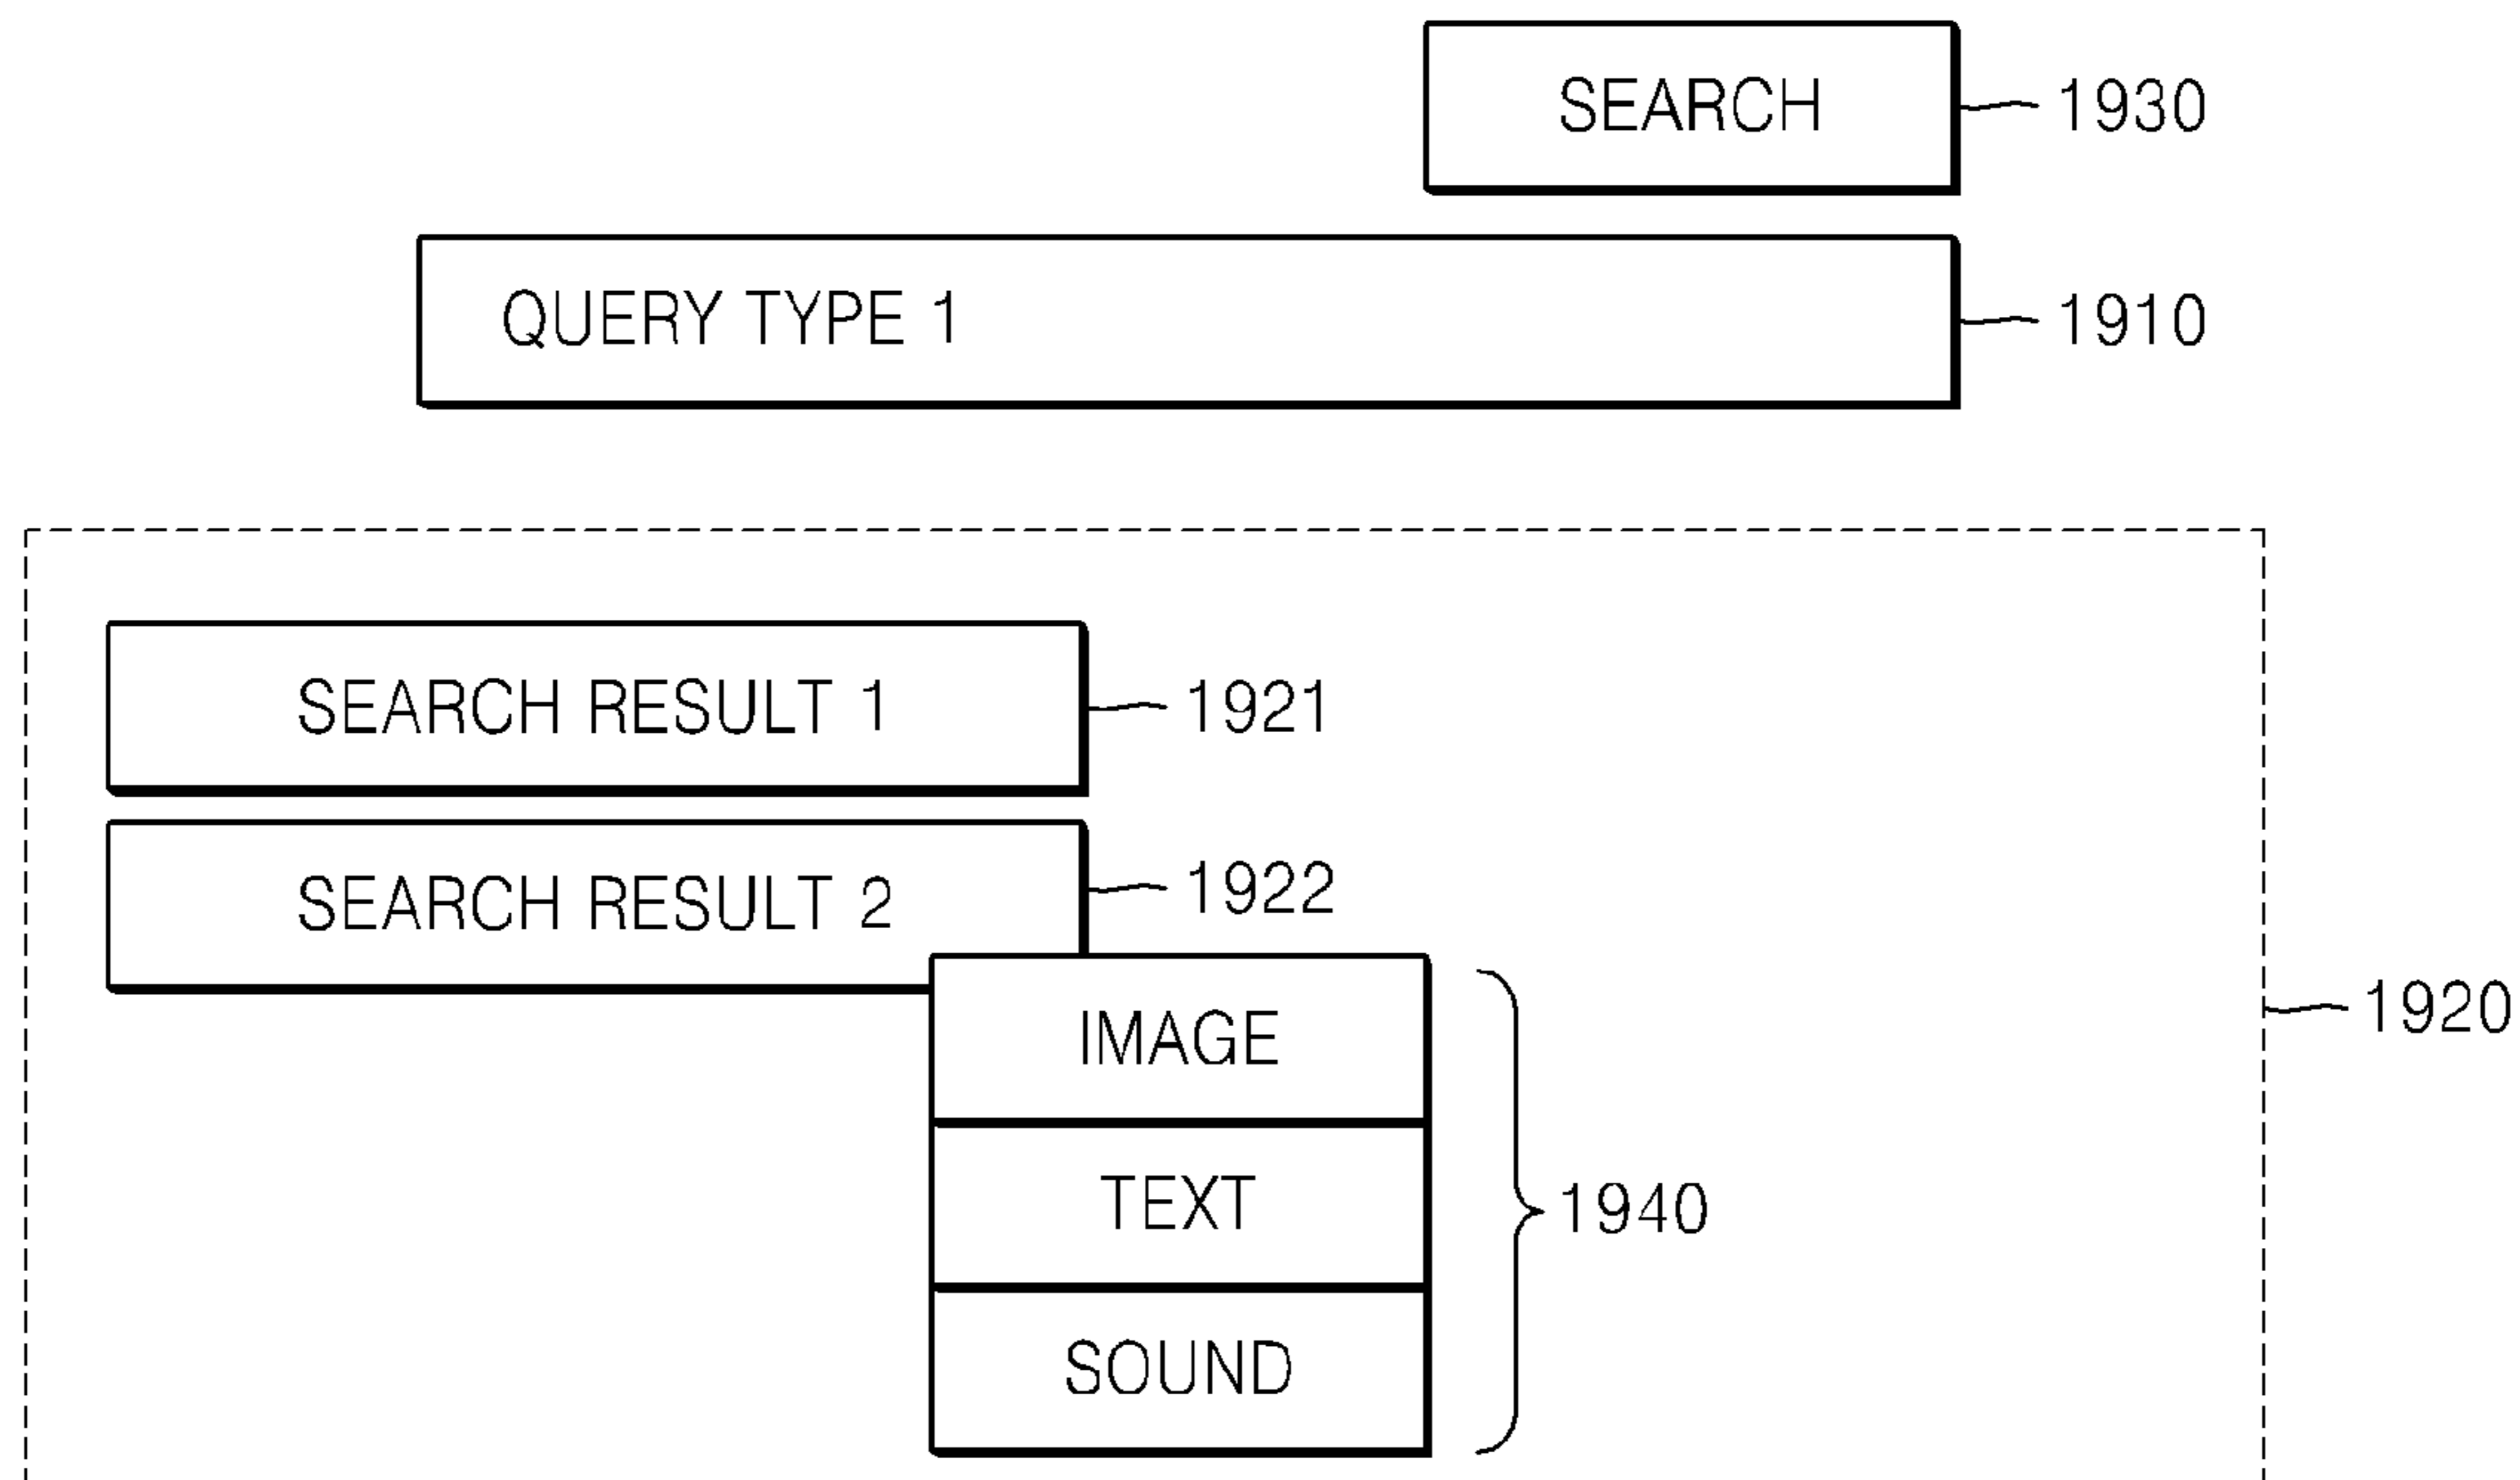 SEARCH 1930
QUERY TYPE 1 1910
SEARCH RESULT 1 1921
SEARCH RESULT 2 1922
IMAGE
1920
TEXT
1940
SOUND